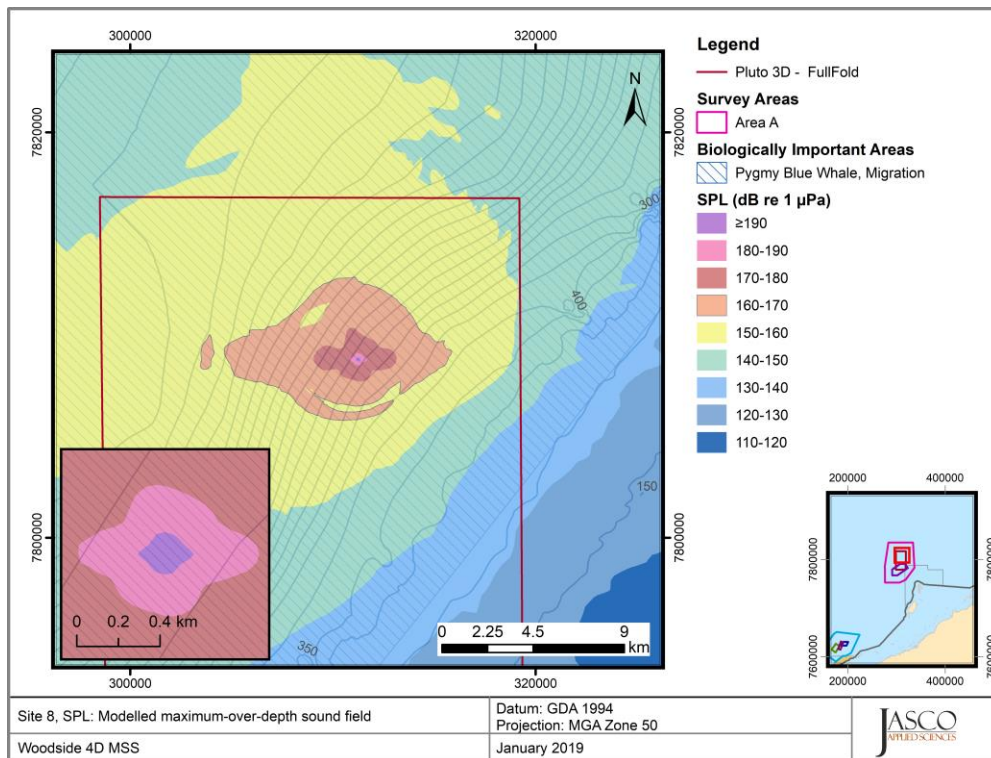 300000
320000
7820000
7820000
7800000
7800000
N
300
400
350
150
0
0.2
0.4 km
0
2.25
4.5
9
km
300000
320000
Legend
Pluto 3D - FullFold
Survey Areas
Area A
Biologically Important Areas
Pygmy Blue Whale, Migration
SPL (dB re 1 µPa)
≥190
180-190
170-180
160-170
150-160
140-150
130-140
120-130
110-120
200000
400000
7800000
7800000
7600000
7600000
200000
400000
Site 8, SPL: Modelled maximum-over-depth sound field
Woodside 4D MSS
Datum: GDA 1994
Projection: MGA Zone 50
January 2019
JASCO
APPLIED SCIENCES